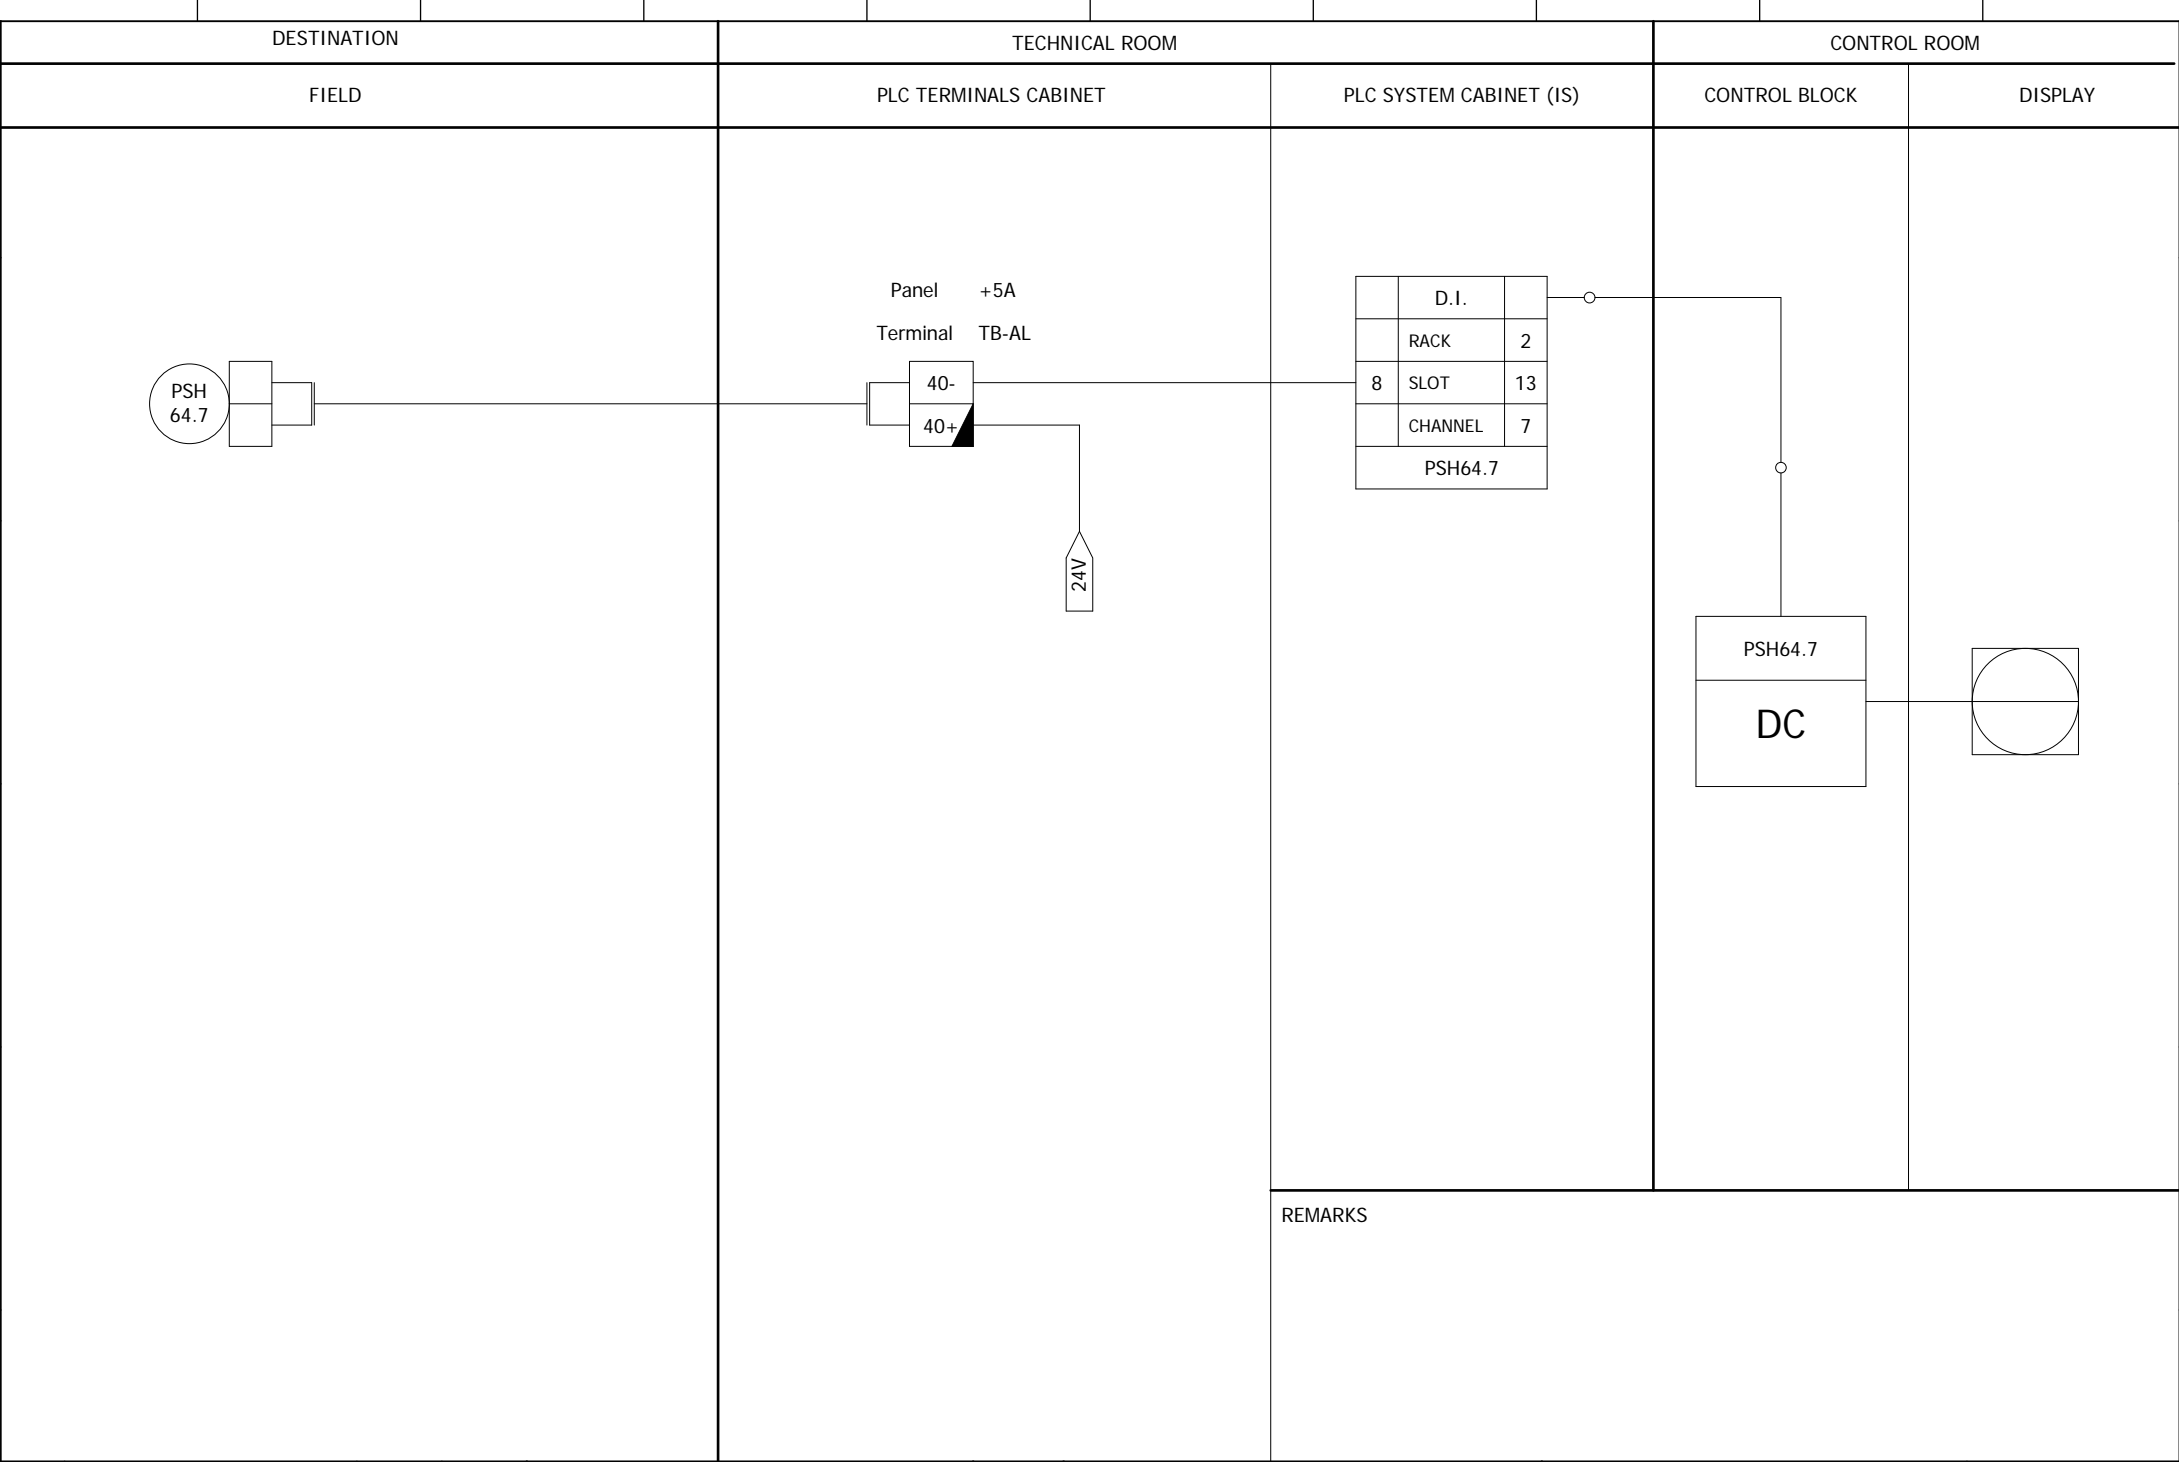 DESTINATION
TECHNICAL ROOM
CONTROL ROOM
FIELD
PLC TERMINALS CABINET
PLC SYSTEM CABINET (IS)
CONTROL BLOCK
DISPLAY
PSH
64.7
Panel +5A
Terminal TB-AL
40-
40+
24V
D.I.
RACK 2
8 SLOT 13
CHANNEL 7
PSH64.7
PSH64.7
DC
REMARKS